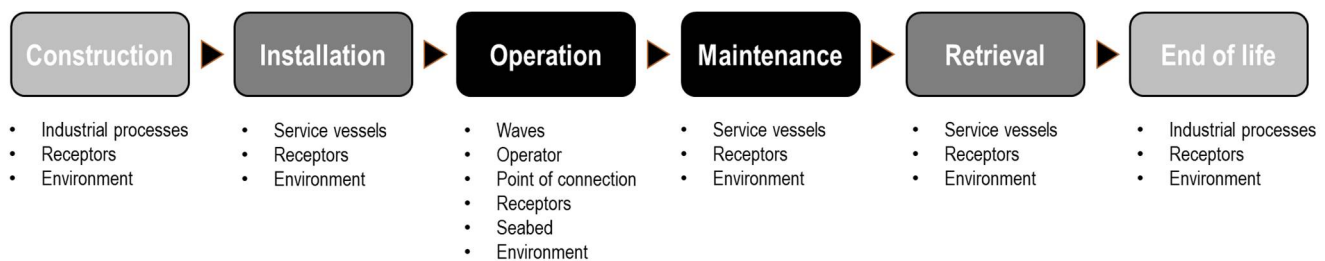 Construction
Installation
Operation
Maintenance
Retrieval
End of life
• Industrial processes
• Receptors
• Environment
• Service vessels
• Receptors
• Environment
• Waves
• Operator
• Point of connection
• Receptors
• Seabed
• Environment
• Service vessels
• Receptors
• Environment
• Service vessels
• Receptors
• Environment
• Industrial processes
• Receptors
• Environment